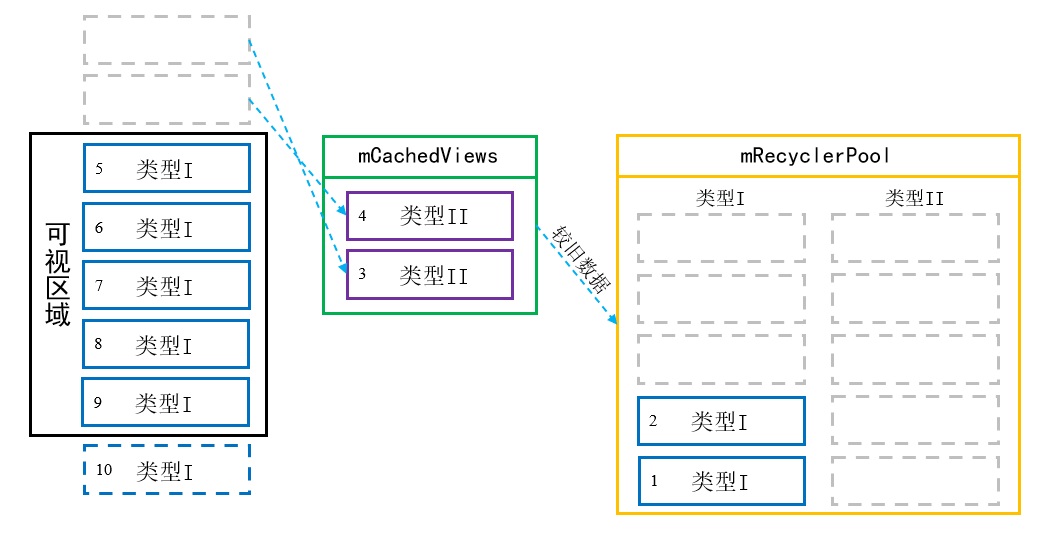 可视区域
5 类型I
6 类型I
7 类型I
8 类型I
9 类型I
10 类型I
mCachedViews
4 类型II
3 类型II
较旧数据
mRecyclerPool
类型I 类型II
2 类型I
1 类型I